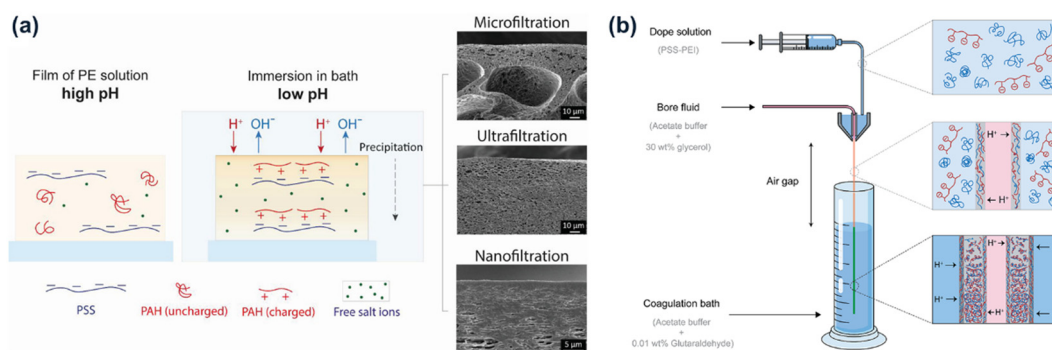 (a)
Film of PE solution
high pH
Immersion in bath
low pH
H⁺ OH⁻ H⁺ OH⁻
Precipitation
PSS
PAH (uncharged)
PAH (charged)
Free salt ions
Microfiltration
10 µm
Ultrafiltration
10 µm
Nanofiltration
5 µm
(b)
Dope solution
(PSS-PEI)
Bore fluid
(Acetate buffer
+
30 wt% glycerol)
Air gap
Coagulation bath
(Acetate buffer
+
0.01 wt% Glutaraldehyde)
H⁺
H⁺
H⁺
H⁺
H⁺
H⁺